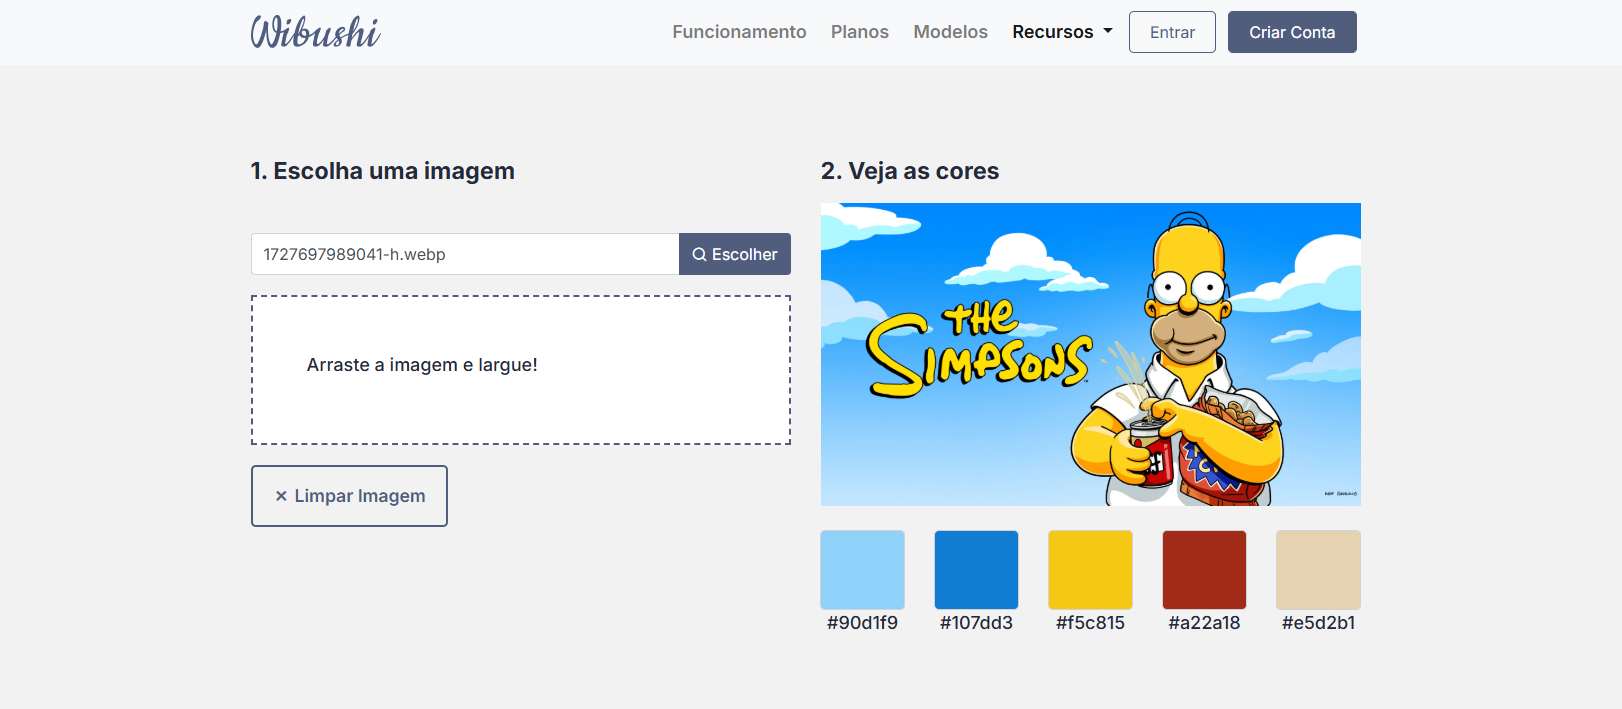 Wibushi
Funcionamento Planos Modelos Recursos Entrar Criar Conta
1. Escolha uma imagem
1727697989041-h.webp Escolher
Arraste a imagem e largue!
× Limpar Imagem
2. Veja as cores
THE
SIMPSONS
#90d1f9 #107dd3 #f5c815 #a22a18 #e5d2b1